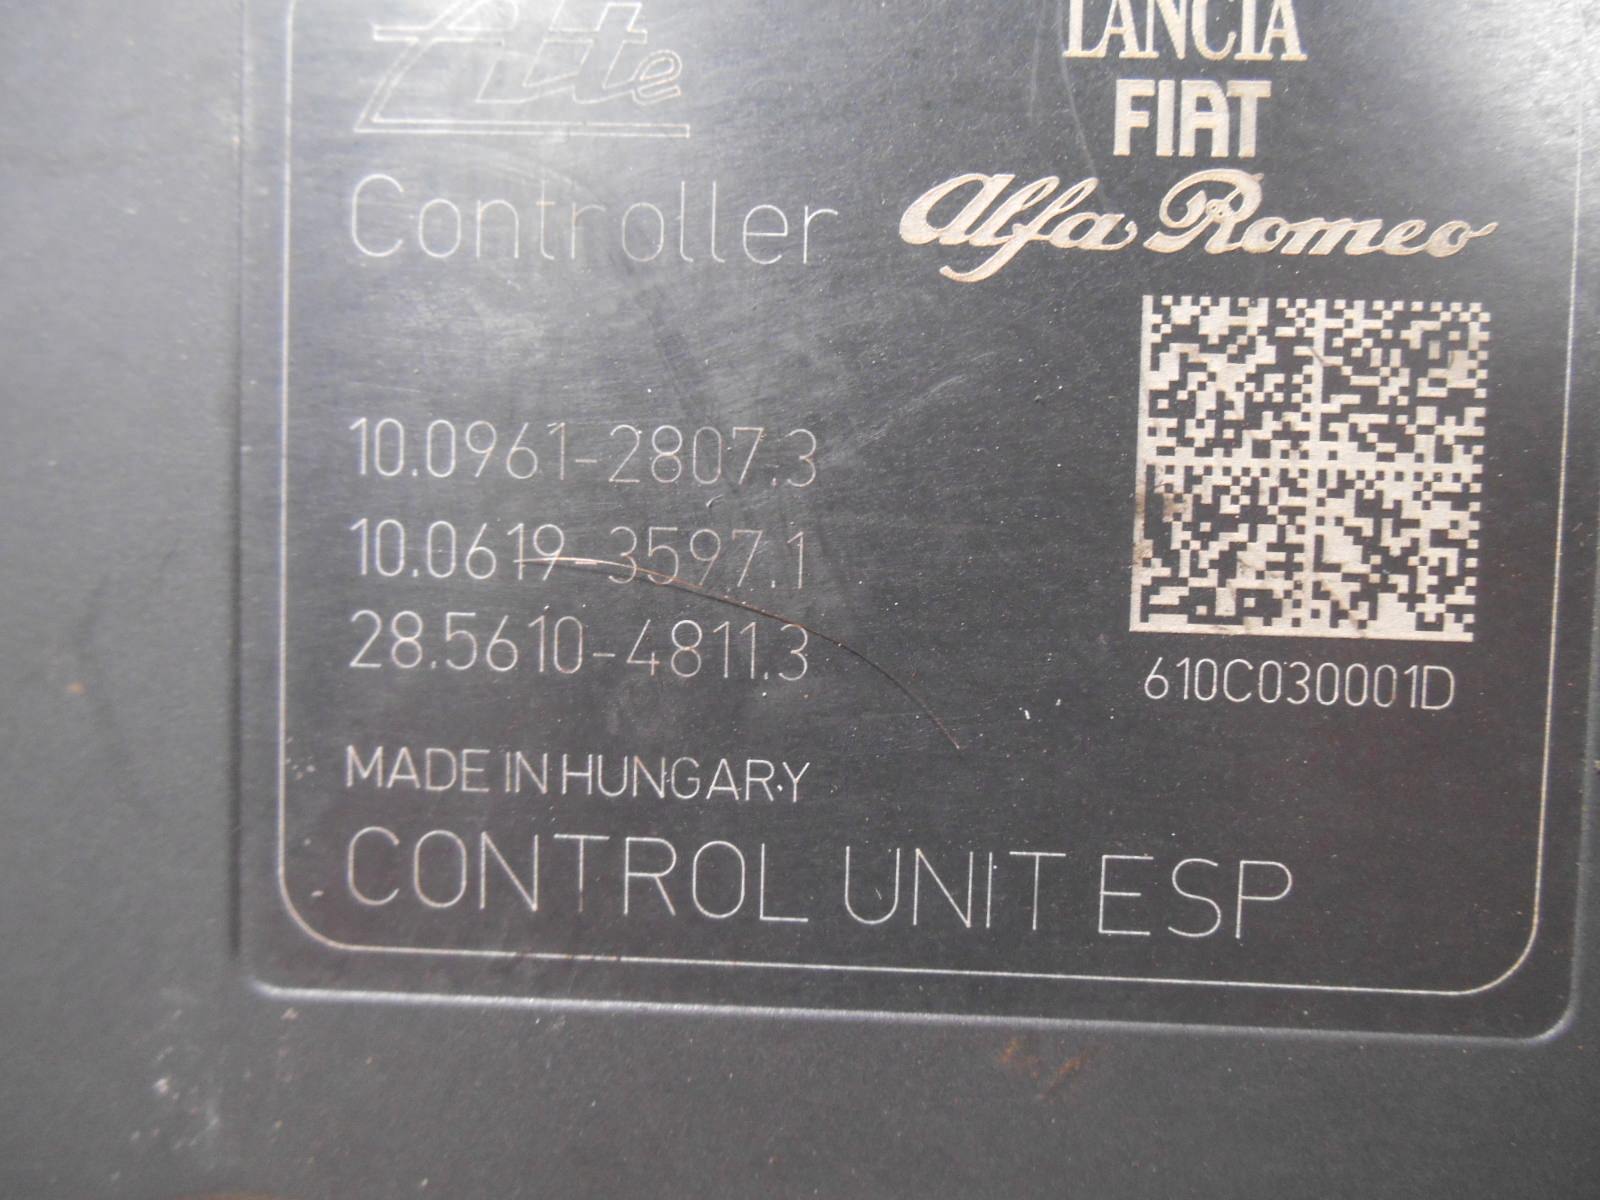 Ate
LANCIA
FIAT
Controller
Alfa Romeo
10.0961-2807.3
10.0619-3597.1
28.5610-4811.3
610C030001D
MADE IN HUNGARY
CONTROL UNIT ESP